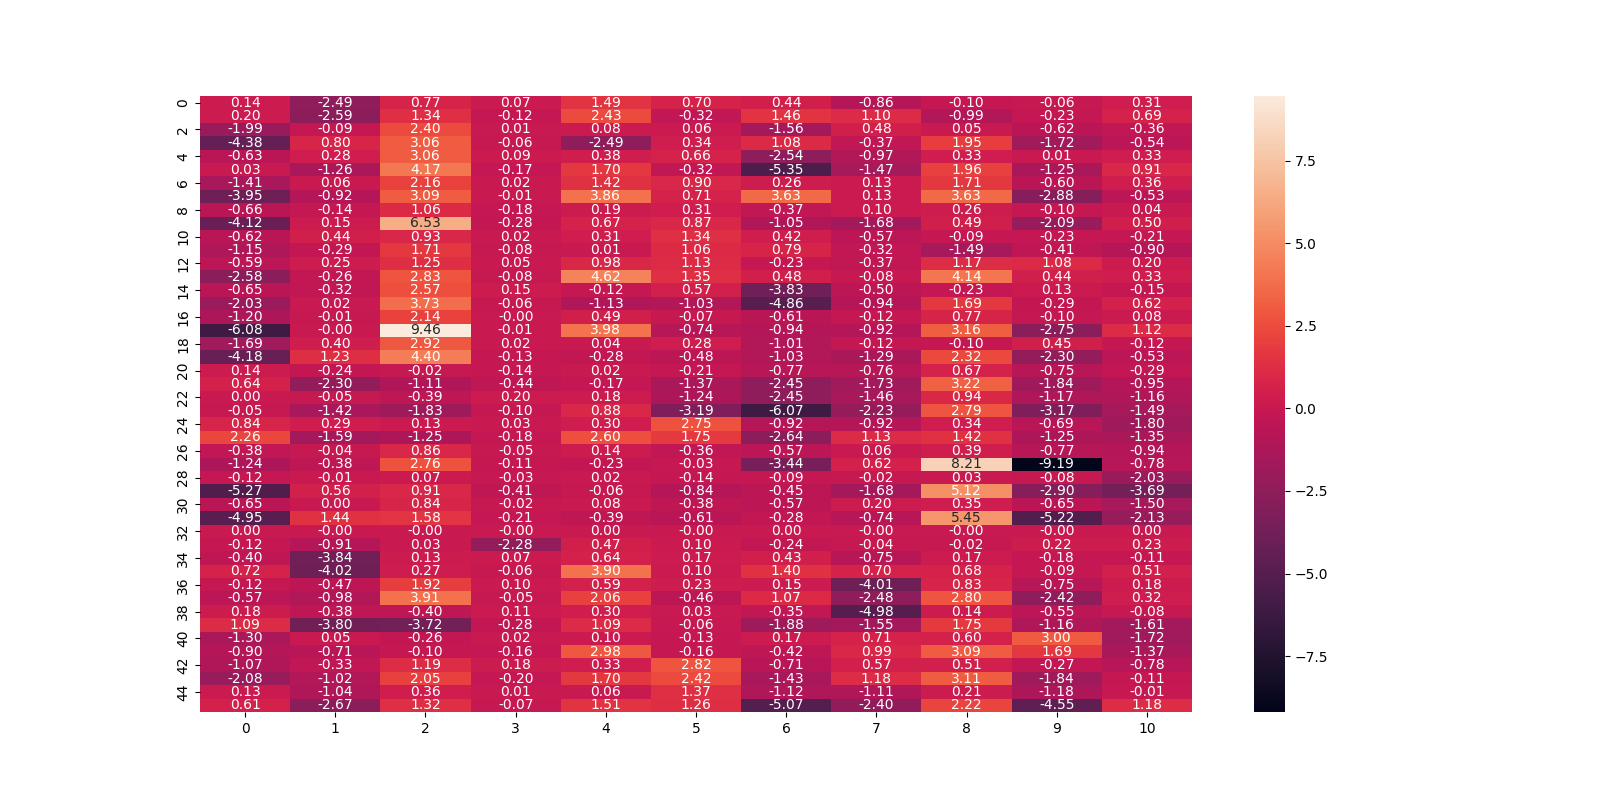 0 0.14 -2.49 0.77 0.07 1.49 0.70 0.44 -0.86 -0.10 -0.06 0.31
0.20 -2.59 1.34 -0.12 2.43 -0.32 1.46 1.10 -0.99 -0.23 0.69
2 -1.99 -0.09 2.40 0.01 0.08 0.06 -1.56 0.48 0.05 -0.62 -0.36
-4.38 0.80 3.06 -0.06 -2.49 0.34 1.08 -0.37 1.95 -1.72 -0.54
4 -0.63 0.28 3.06 0.09 0.38 0.66 -2.54 -0.97 0.33 0.01 0.33
0.03 -1.26 4.17 -0.17 1.70 -0.32 -5.35 -1.47 1.96 -1.25 0.91
6 -1.41 0.06 2.16 0.02 1.42 0.90 0.26 0.13 1.71 -0.60 0.36
-3.95 -0.92 3.09 -0.01 3.86 0.71 3.63 0.13 3.63 -2.88 -0.53
8 -0.66 -0.14 1.06 -0.18 0.19 0.31 -0.37 0.10 0.26 -0.10 0.04
-4.12 0.15 6.53 -0.28 0.67 0.87 -1.05 -1.68 0.49 -2.09 0.50
10 -0.62 0.44 0.93 0.02 0.31 1.34 0.42 -0.57 -0.09 -0.23 -0.21
-1.15 -0.29 1.75 -0.08 0.01 1.06 0.79 -0.32 -1.49 -0.41 -0.90
12 -0.59 0.25 1.25 0.05 0.98 1.13 -0.23 -0.37 1.17 1.08 0.20
-2.58 -0.26 2.83 -0.08 4.62 1.35 0.48 -0.08 4.14 0.44 0.33
14 -0.65 -0.32 2.57 0.15 -0.12 0.57 -3.83 -0.50 -0.23 0.13 -0.15
-2.03 0.02 3.73 -0.06 -1.13 -1.03 -4.86 -0.94 1.69 -0.29 0.62
16 -1.20 -0.01 2.14 -0.00 0.49 -0.07 -0.61 -0.12 0.77 -0.10 0.08
-6.08 -0.00 9.46 -0.01 3.98 -0.74 -0.94 -0.92 3.16 -2.75 1.12
18 -1.69 0.40 2.92 0.02 0.04 0.28 -1.01 -0.12 -0.10 0.45 -0.12
-4.18 1.23 4.40 -0.13 -0.28 -0.48 -1.03 -1.29 2.32 -2.30 -0.53
20 0.14 -0.24 -0.02 -0.14 0.02 -0.21 -0.77 -0.76 0.67 -0.75 -0.29
0.64 -2.30 -1.11 -0.44 -0.17 -1.37 -2.45 -1.73 3.22 -1.84 -0.95
22 0.00 -0.05 -0.39 0.20 0.18 -1.24 -2.45 -1.46 0.94 -1.17 -1.16
-0.05 -1.42 -1.83 -0.10 0.88 -3.19 -6.07 -2.23 2.79 -3.17 -1.49
24 0.84 0.29 0.13 0.03 0.30 2.75 -0.92 -0.92 0.34 -0.69 -1.80
2.26 -1.59 -1.25 -0.18 2.60 1.75 -2.64 1.13 1.42 -1.25 -1.35
26 -0.38 -0.04 0.86 -0.05 0.14 -0.36 -0.57 0.06 0.39 -0.77 -0.94
-1.24 -0.38 2.76 -0.11 -0.23 -0.03 -3.44 0.62 8.21 -9.19 -0.78
28 -0.12 -0.01 0.07 -0.03 0.02 -0.14 -0.09 -0.02 0.03 -0.08 -2.03
-5.27 0.56 0.91 -0.41 -0.06 -0.84 -0.45 -1.68 5.12 -2.90 -3.69
30 -0.65 0.00 0.84 -0.02 0.08 -0.38 -0.57 0.20 0.35 -0.65 -1.50
-4.95 1.44 1.58 -0.21 -0.39 -0.61 -0.28 -0.74 5.45 -5.22 -2.13
32 0.00 -0.00 -0.00 -0.00 0.00 0.00 0.00 -0.00 -0.00 -0.00 0.00
-0.12 -0.91 0.03 -2.28 0.47 0.10 -0.24 -0.04 -0.02 0.22 0.23
34 -0.40 -3.84 0.13 0.07 0.64 0.17 0.43 -0.75 0.17 -0.18 -0.11
0.72 -4.02 0.27 -0.06 3.90 0.10 1.40 0.70 0.68 -0.09 0.51
36 -0.12 -0.47 1.92 0.10 0.59 0.23 0.15 -4.01 0.83 -0.75 0.18
-0.57 -0.98 3.91 -0.05 2.06 -0.46 1.07 -2.48 2.80 -2.42 0.32
38 0.18 -0.38 -0.40 0.11 0.30 0.03 -0.35 -4.98 0.14 -0.55 -0.08
1.09 -3.80 -3.72 -0.28 1.09 -0.06 -1.88 -1.55 1.75 -1.16 -1.61
40 -1.30 0.05 -0.26 0.02 0.10 -0.13 0.17 0.71 0.60 3.00 -1.72
-0.90 -0.71 -0.10 -0.16 2.98 -0.16 -0.42 0.99 3.09 1.69 -1.37
42 -1.07 -0.33 1.19 0.18 0.33 2.82 -0.71 0.57 0.51 -0.27 -0.78
-2.08 -1.02 2.05 -0.20 1.70 2.42 -1.43 1.18 3.11 -1.84 -0.11
44 0.13 -1.04 0.36 0.01 0.06 1.37 -1.12 -1.11 0.21 -1.18 -0.01
0.61 -2.67 1.32 -0.07 1.51 1.26 -5.07 -2.40 2.22 -4.55 1.18
0 1 2 3 4 5 6 7 8 9 10
7.5
5.0
2.5
0.0
−2.5
−5.0
−7.5